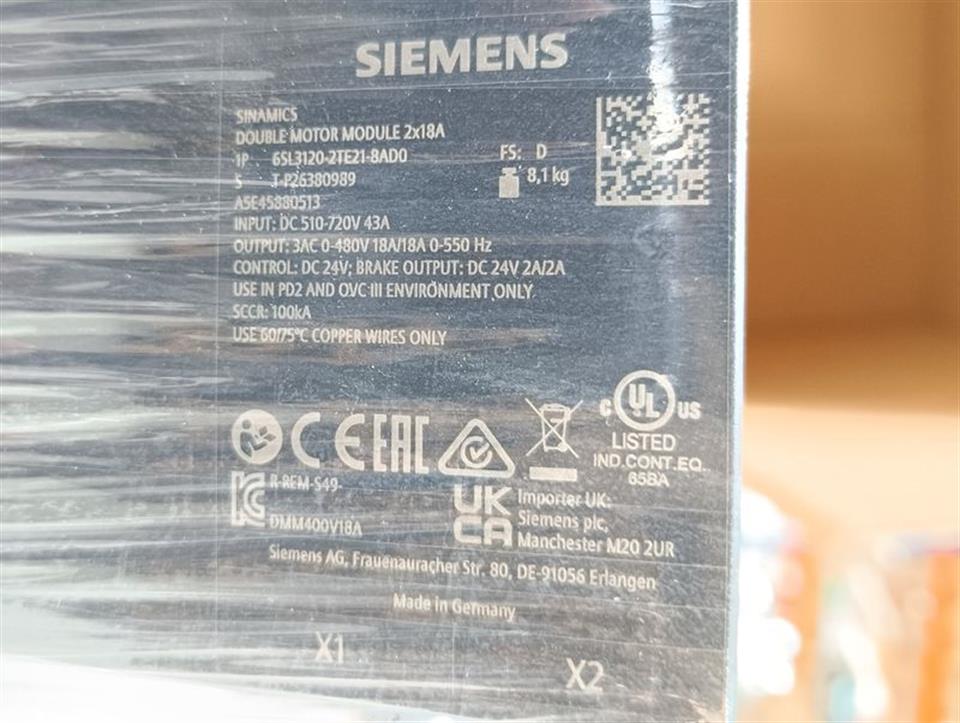 SIEMENS
SINAMICS
DOUBLE MOTOR MODULE 2x18A
1P 6SL3120-2TE21-8AD0
FS: D
S T-P26380989
8,1 kg
A5E45880513
INPUT: DC 510-720V 43A
OUTPUT: 3AC 0-480V 18A/18A 0-550 Hz
CONTROL: DC 24V; BRAKE OUTPUT: DC 24V 2A/2A
USE IN PD2 AND OVC III ENVIRONMENT ONLY
SCCR: 100kA
USE 60/75°C COPPER WIRES ONLY
C UL US
LISTED
IND.CONT.EQ.
65BA
CE EAC
R-REM-S49-
DMM400V18A
UK
CA
Importer UK:
Siemens plc,
Manchester M20 2UR
Siemens AG, Frauenauracher Str. 80, DE-91056 Erlangen
Made in Germany
X1
X2